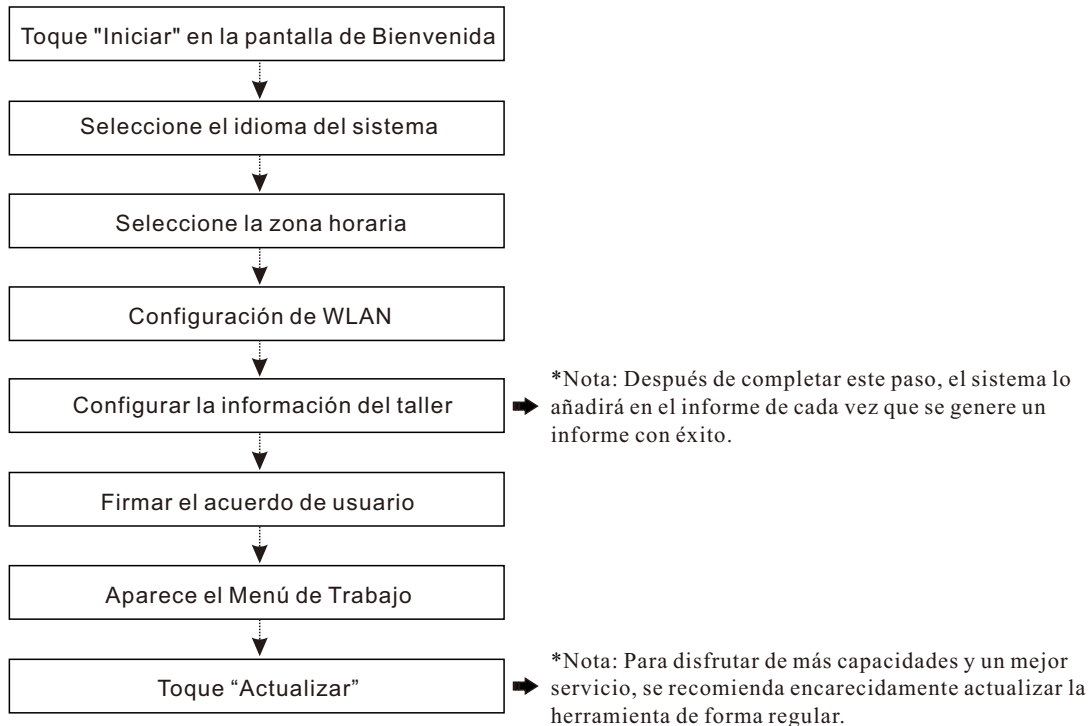 Toque "Iniciar" en la pantalla de Bienvenida
Seleccione el idioma del sistema
Seleccione la zona horaria
Configuración de WLAN
Configurar la información del taller
*Nota: Después de completar este paso, el sistema lo
añadirá en el informe de cada vez que se genere un
informe con éxito.
Firmar el acuerdo de usuario
Aparece el Menú de Trabajo
Toque “Actualizar”
*Nota: Para disfrutar de más capacidades y un mejor
servicio, se recomienda encarecidamente actualizar la
herramienta de forma regular.